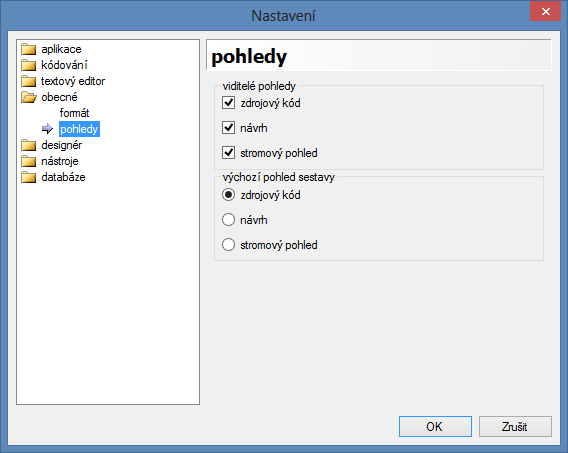 Nastavení
aplikace
kódování
textový editor
obecné
formát
pohledy
designér
nástroje
databáze
pohledy
viditelé pohledy
zdrojový kód
návrh
stromový pohled
výchozí pohled sestavy
zdrojový kód
návrh
stromový pohled
OK
Zrušit